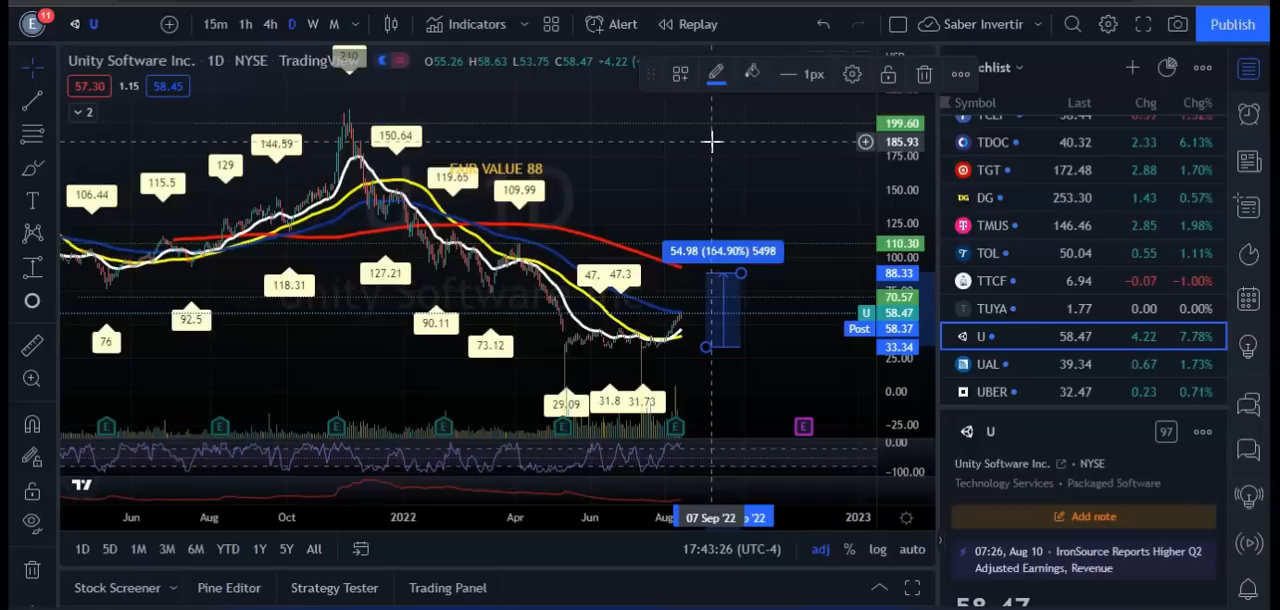 E 11 U 15m 1h 4h D W M Indicators Alert Replay Saber Invertir Publish
Unity Software Inc. 1D NYSE TradingView O55.26 H58.63 L53.75 C58.47 +4.22
57.30 1.15 58.45
2
1px
chlist
Symbol Last Chg Chg%
TDOC 40.32 2.33 6.13%
TGT 172.48 2.88 1.70%
DG 253.30 1.43 0.57%
TMUS 146.46 2.85 1.98%
TOL 50.04 0.55 1.11%
TTCF 6.94 -0.07 -1.00%
TUYA 1.77 0.00 0.00%
U 58.47 4.22 7.78%
UAL 39.34 0.67 1.73%
UBER 32.47 0.23 0.71%
U 97
Unity Software Inc. NYSE
Technology Services • Packaged Software
Add note
07:26, Aug 10 • IronSource Reports Higher Q2
Adjusted Earnings, Revenue
58.47
210
FAIR VALUE 88
106.44
115.5
129
144.59
150.64
119.65
109.99
54.98 (164.90%) 5498
47.
47.3
76
92.5
118.31
127.21
90.11
73.12
29.09
31.8
31.73
Unity Software
199.60
185.93
175.00
150.00
125.00
110.30
100.00
88.33
70.57
U 58.47
Post 58.37
33.34
25.00
0.00
−25.00
0.00
−100.00
E E E E E E E
Jun Aug Oct 2022 Apr Jun Aug 07 Sep '22 '22 2023
1D 5D 1M 3M 6M YTD 1Y 5Y All 17:43:26 (UTC-4) adj % log auto
Stock Screener Pine Editor Strategy Tester Trading Panel